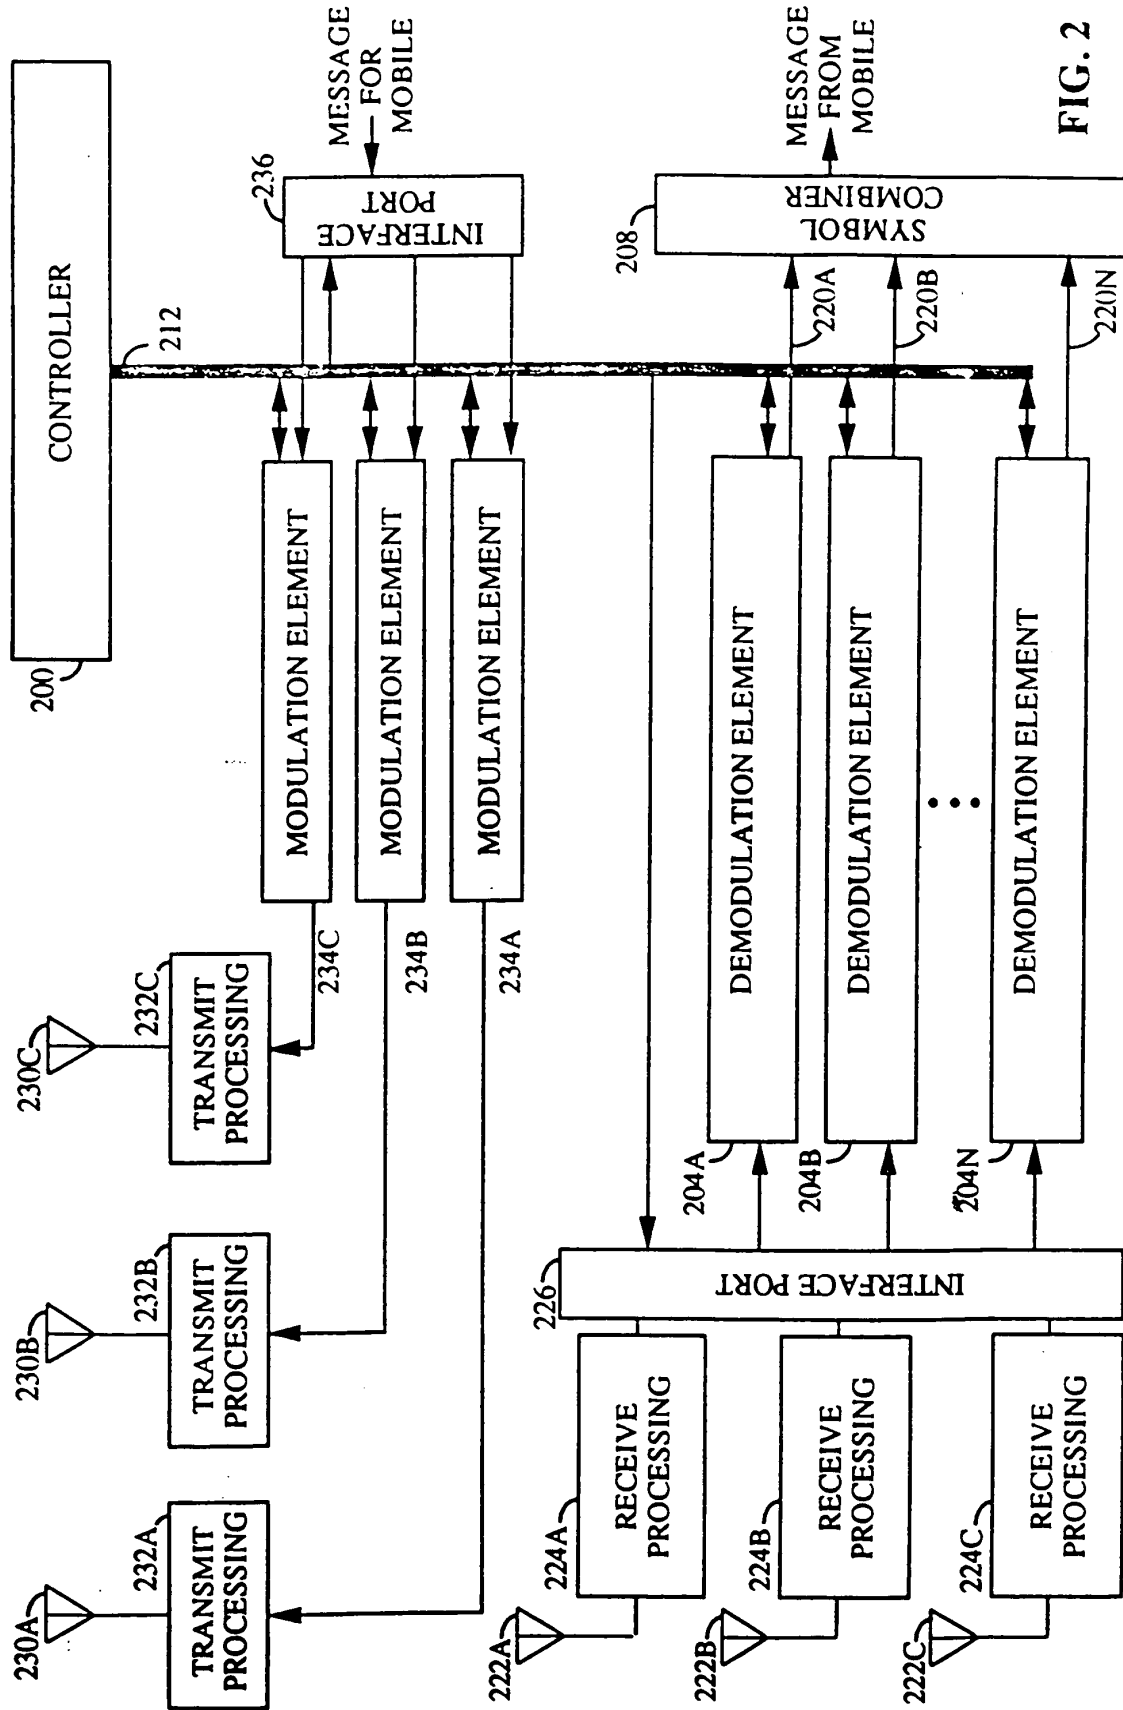 CONTROLLER
200
212
230A
230B
230C
232A
232B
232C
TRANSMIT
PROCESSING
TRANSMIT
PROCESSING
TRANSMIT
PROCESSING
234C
234B
234A
MODULATION ELEMENT
MODULATION ELEMENT
MODULATION ELEMENT
236
INTERFACE
PORT
MESSAGE
FOR
MOBILE
222A
222B
222C
224A
224B
224C
RECEIVE
PROCESSING
RECEIVE
PROCESSING
RECEIVE
PROCESSING
226
INTERFACE PORT
204A
204B
204N
DEMODULATION ELEMENT
DEMODULATION ELEMENT
DEMODULATION ELEMENT
220A
220B
220N
208
SYMBOL
COMBINER
MESSAGE
FROM
MOBILE
FIG. 2